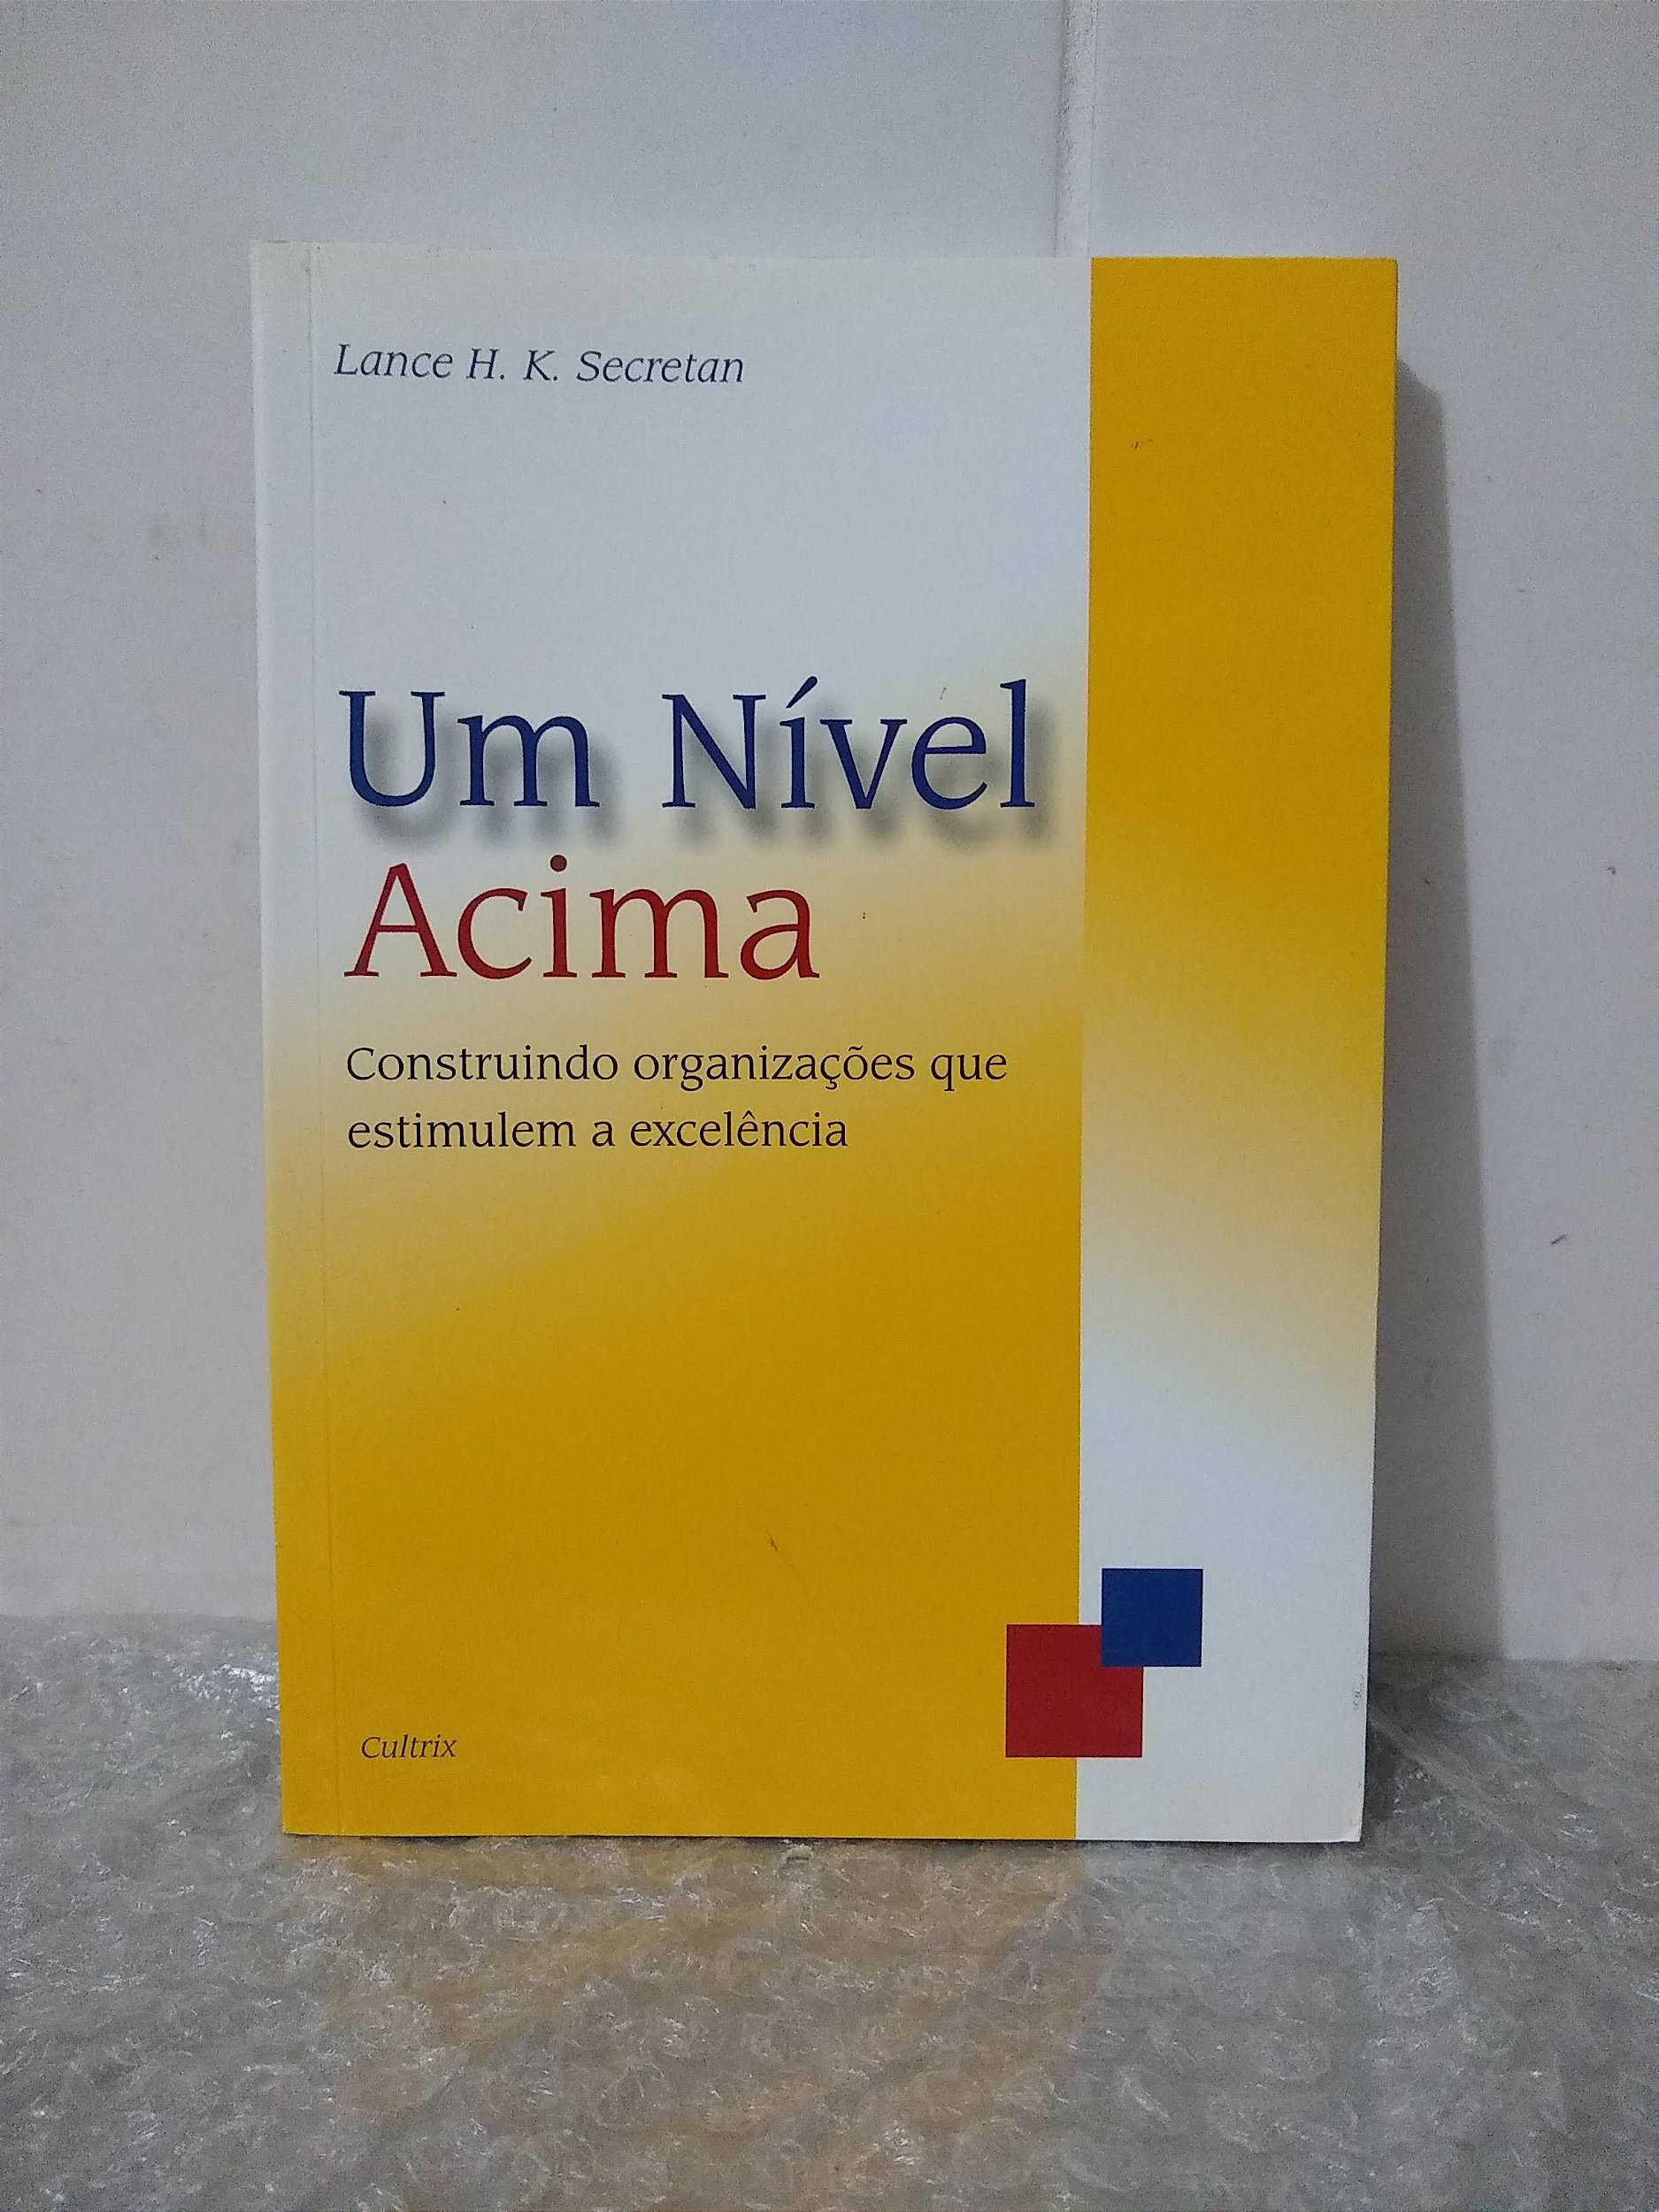 Lance H. K. Secretan
Um Nível
Acima
Construindo organizações que
estimulem a excelência
Cultrix